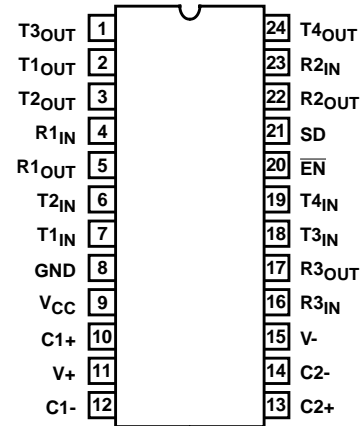 T3OUT 1 24 T4OUT
T1OUT 2 23 R2IN
T2OUT 3 22 R2OUT
R1IN 4 21 SD
R1OUT 5 20 E̅N̅
T2IN 6 19 T4IN
T1IN 7 18 T3IN
GND 8 17 R3OUT
VCC 9 16 R3IN
C1+ 10 15 V-
V+ 11 14 C2-
C1- 12 13 C2+